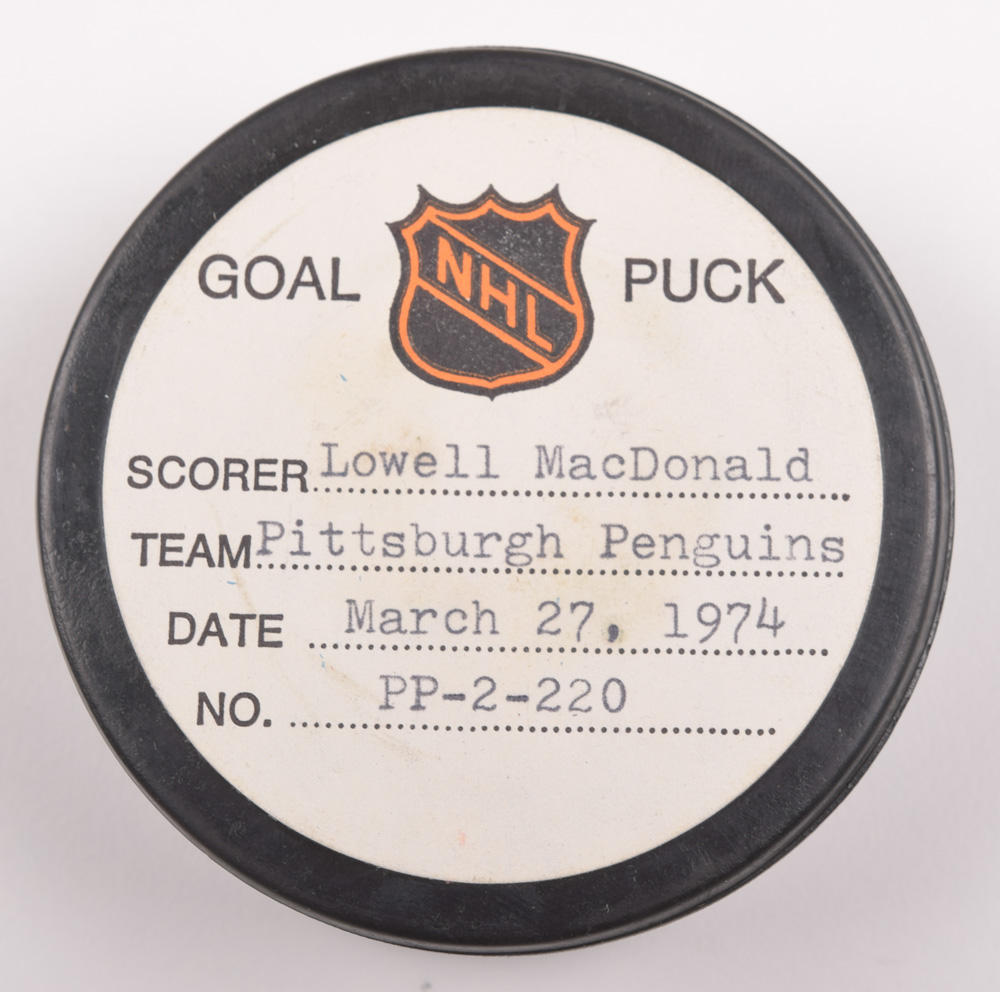 GOAL NHL PUCK
SCORER Lowell MacDonald
TEAM Pittsburgh Penguins
DATE March 27, 1974
NO. PP-2-220